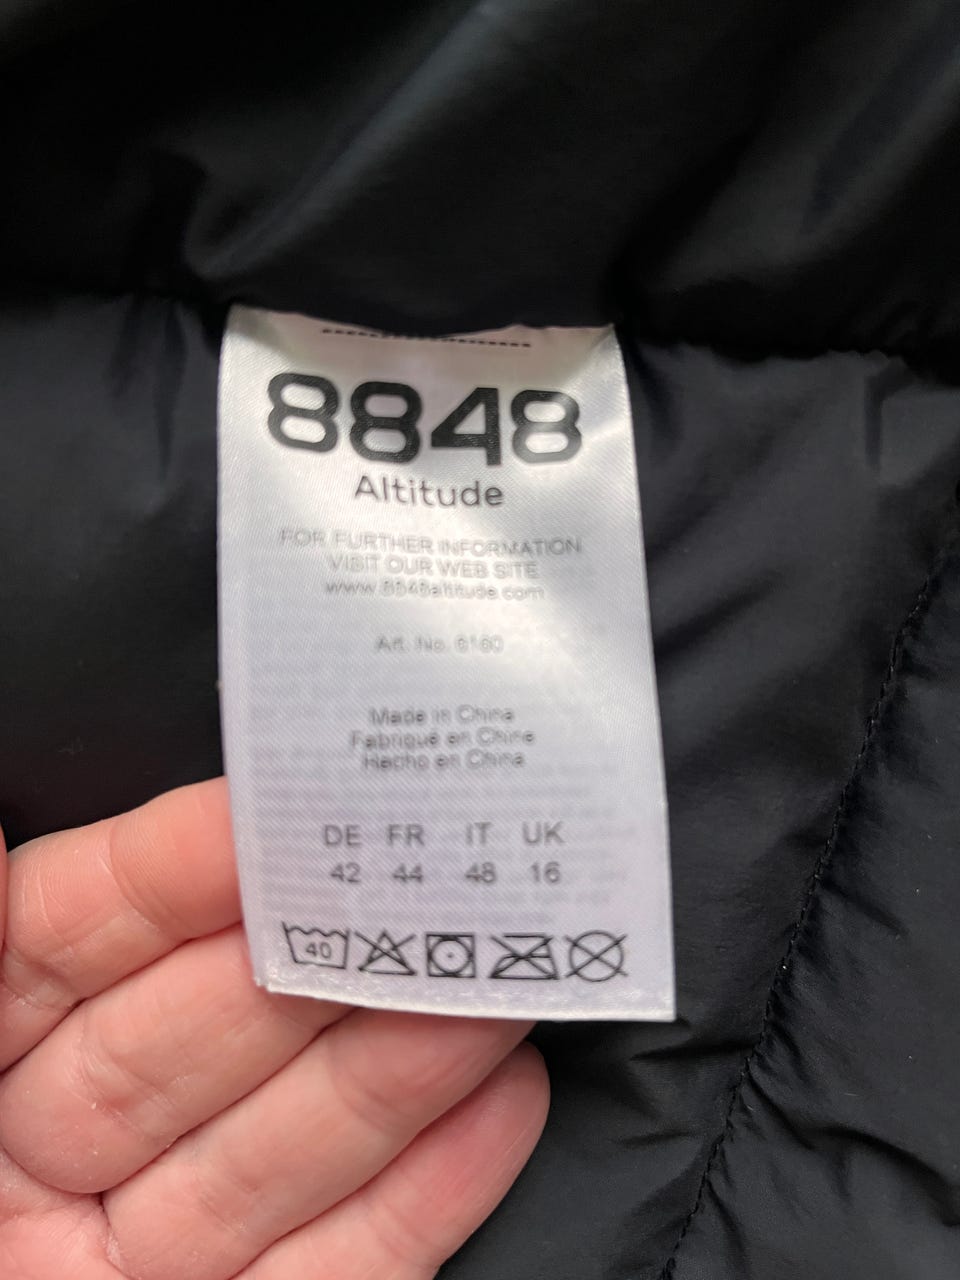 8848
Altitude
FOR FURTHER INFORMATION
VISIT OUR WEB SITE
www.8848altitude.com
Art. No. 6160
Made in China
Fabriqué en Chine
Hecho en China
DE FR IT UK
42 44 48 16
40